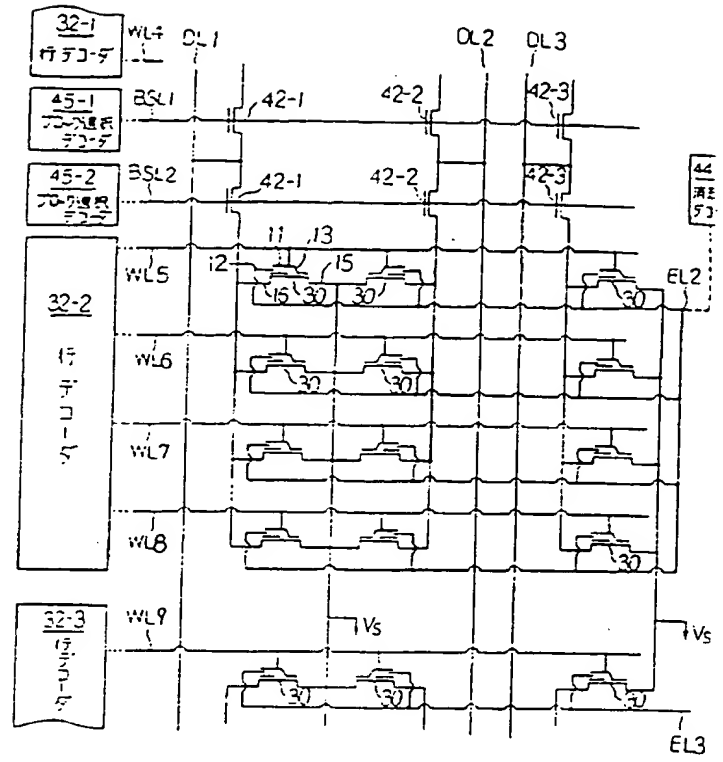 32-1
行デコーダ
WL4
DL1
DL2
DL3
45-1
ブロック選択
デコーダ
BSL1
42-1
42-2
42-3
45-2
ブロック選択
デコーダ
BSL2
42-1
42-2
42-3
44
消去
デコ
WL5
12
11
13
15
15
30
30
30
EL2
32-2
行デコーダ
WL6
30
30
WL7
WL8
30
32-3
行デコーダ
WL9
Vs
Vs
30
30
30
EL3